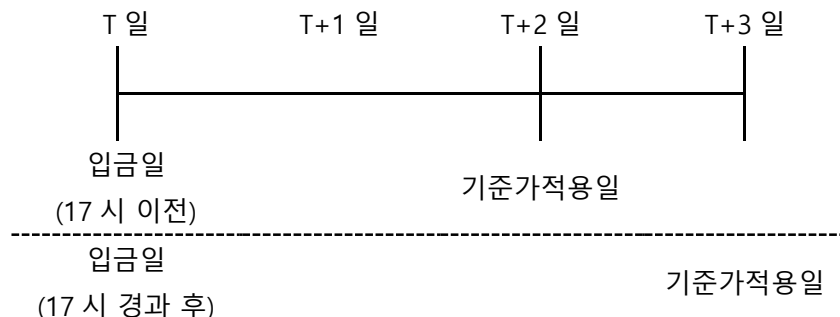 T 일 T+1 일 T+2 일 T+3 일
입금일
(17 시 이전)
기준가적용일
입금일
(17 시 경과 후)
기준가적용일